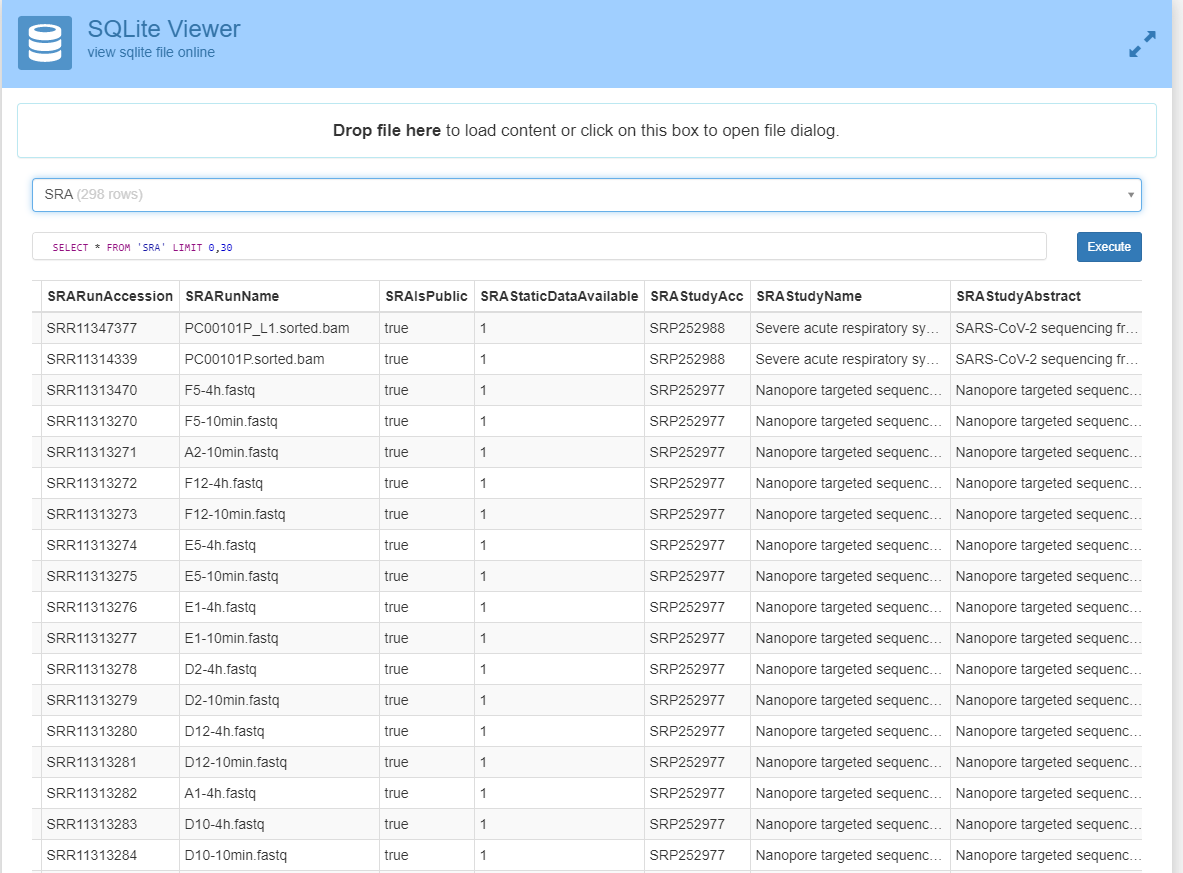 SQLite Viewer
view sqlite file online
Drop file here to load content or click on this box to open file dialog.
SRA (298 rows)
SELECT * FROM 'SRA' LIMIT 0,30
Execute
SRARunAccession SRARunName SRAIsPublic SRAStaticDataAvailable SRAStudyAcc SRAStudyName SRAStudyAbstract
SRR11347377 PC00101P_L1.sorted.bam true 1 SRP252988 Severe acute respiratory sy... SARS-CoV-2 sequencing fr...
SRR11314339 PC00101P.sorted.bam true 1 SRP252988 Severe acute respiratory sy... SARS-CoV-2 sequencing fr...
SRR11313470 F5-4h.fastq true 1 SRP252977 Nanopore targeted sequenc... Nanopore targeted sequenc...
SRR11313270 F5-10min.fastq true 1 SRP252977 Nanopore targeted sequenc... Nanopore targeted sequenc...
SRR11313271 A2-10min.fastq true 1 SRP252977 Nanopore targeted sequenc... Nanopore targeted sequenc...
SRR11313272 F12-4h.fastq true 1 SRP252977 Nanopore targeted sequenc... Nanopore targeted sequenc...
SRR11313273 F12-10min.fastq true 1 SRP252977 Nanopore targeted sequenc... Nanopore targeted sequenc...
SRR11313274 E5-4h.fastq true 1 SRP252977 Nanopore targeted sequenc... Nanopore targeted sequenc...
SRR11313275 E5-10min.fastq true 1 SRP252977 Nanopore targeted sequenc... Nanopore targeted sequenc...
SRR11313276 E1-4h.fastq true 1 SRP252977 Nanopore targeted sequenc... Nanopore targeted sequenc...
SRR11313277 E1-10min.fastq true 1 SRP252977 Nanopore targeted sequenc... Nanopore targeted sequenc...
SRR11313278 D2-4h.fastq true 1 SRP252977 Nanopore targeted sequenc... Nanopore targeted sequenc...
SRR11313279 D2-10min.fastq true 1 SRP252977 Nanopore targeted sequenc... Nanopore targeted sequenc...
SRR11313280 D12-4h.fastq true 1 SRP252977 Nanopore targeted sequenc... Nanopore targeted sequenc...
SRR11313281 D12-10min.fastq true 1 SRP252977 Nanopore targeted sequenc... Nanopore targeted sequenc...
SRR11313282 A1-4h.fastq true 1 SRP252977 Nanopore targeted sequenc... Nanopore targeted sequenc...
SRR11313283 D10-4h.fastq true 1 SRP252977 Nanopore targeted sequenc... Nanopore targeted sequenc...
SRR11313284 D10-10min.fastq true 1 SRP252977 Nanopore targeted sequenc... Nanopore targeted sequenc...